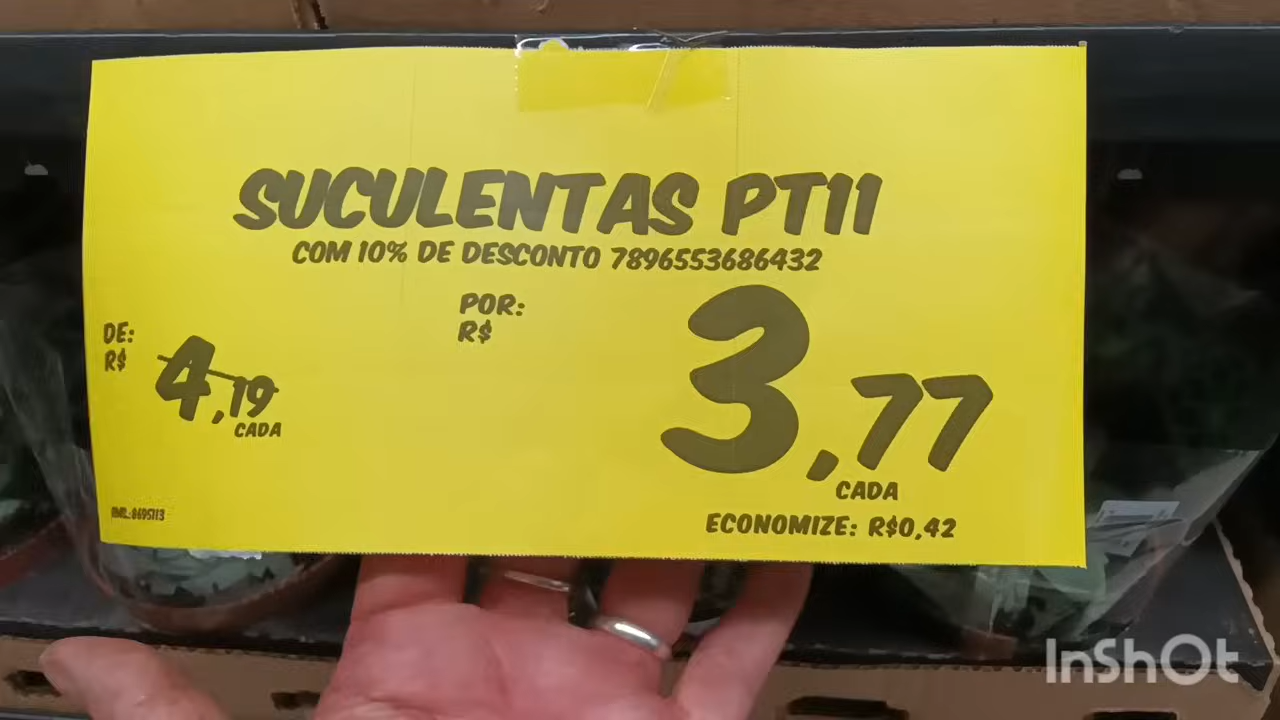 SUCULENTAS PT11
COM 10% DE DESCONTO 7896553686432
DE:
R$
4,19
CADA
POR:
R$
3,77
CADA
ECONOMIZE: R$0,42
InShOt